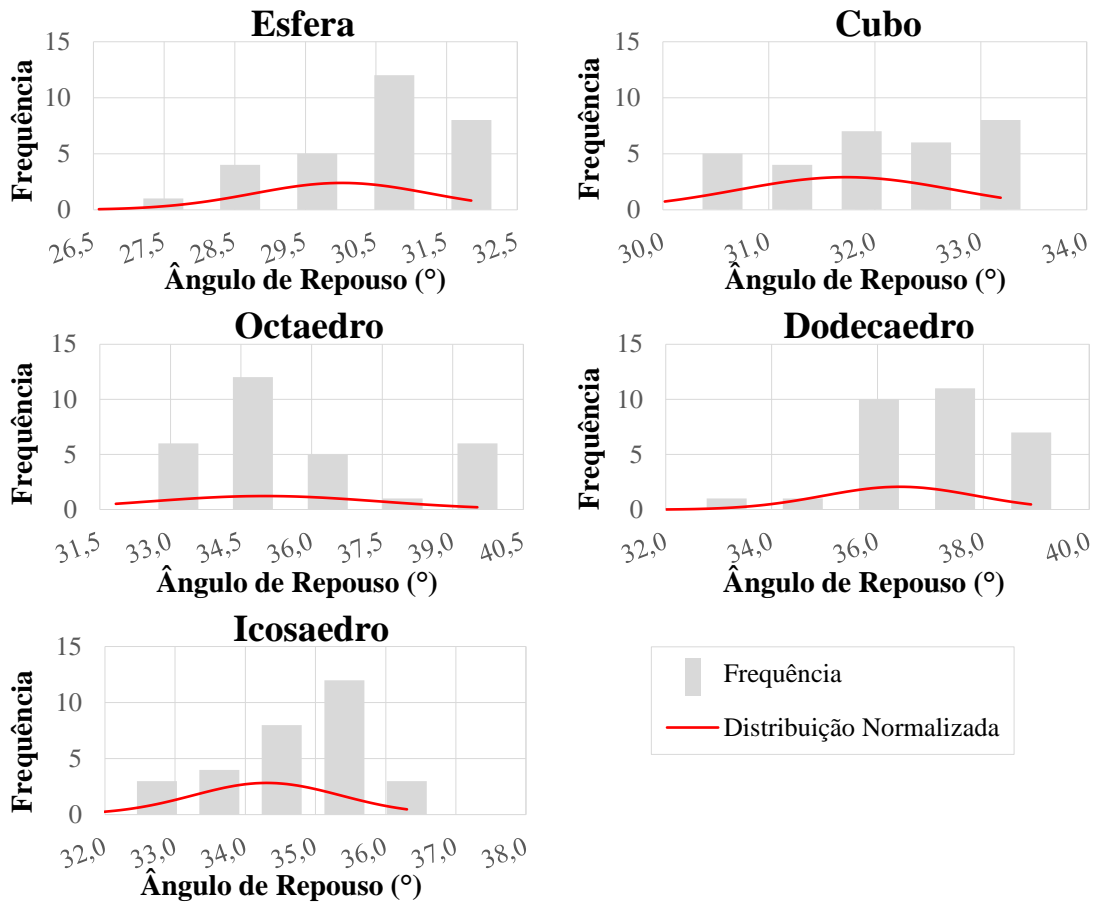 Esfera
15
10
5
0
Frequência
26,5 27,5 28,5 29,5 30,5 31,5 32,5
Ângulo de Repouso (°)
Cubo
15
10
5
0
Frequência
30,0 31,0 32,0 33,0 34,0
Ângulo de Repouso (°)
Octaedro
15
10
5
0
Frequência
31,5 33,0 34,5 36,0 37,5 39,0 40,5
Ângulo de Repouso (°)
Dodecaedro
15
10
5
0
Frequência
32,0 34,0 36,0 38,0 40,0
Ângulo de Repouso (°)
Icosaedro
15
10
5
0
Frequência
32,0 33,0 34,0 35,0 36,0 37,0 38,0
Ângulo de Repouso (°)
Frequência
Distribuição Normalizada